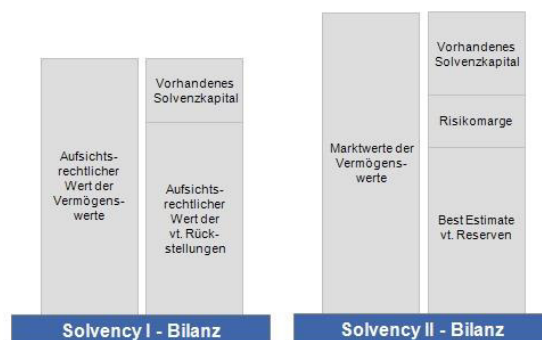 Aufsichts-
rechtlicher
Wert der
Vermögens-
werte
Vorhandenes
Solvenzkapital
Aufsichts-
rechtlicher
Wert der
vt. Rück-
stellungen
Solvency I - Bilanz
Marktwerte der
Vermögens-
werte
Vorhandenes
Solvenzkapital
Risikomarge
Best Estimate
vt. Reserven
Solvency II - Bilanz